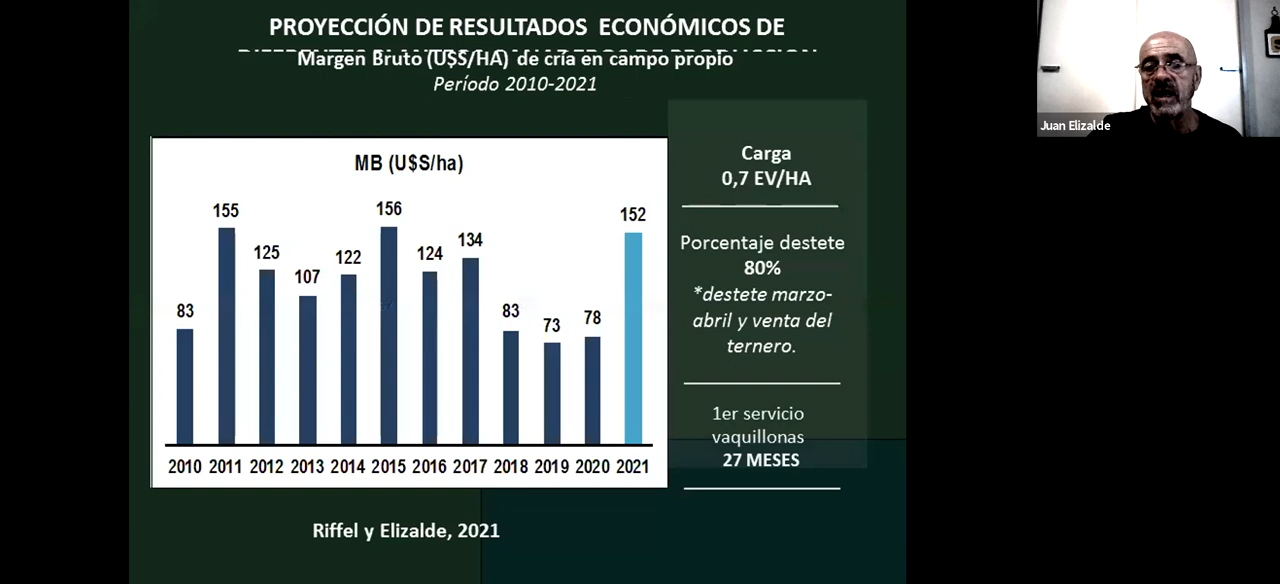 PROYECCIÓN DE RESULTADOS ECONÓMICOS DE
Margen Bruto (U$S/HA) de cría en campo propio
Período 2010-2021
MB (U$S/ha)
83
155
125
107
122
156
124
134
83
73
78
152
2010 2011 2012 2013 2014 2015 2016 2017 2018 2019 2020 2021
Carga
0,7 EV/HA
Porcentaje destete
80%
*destete marzo-
abril y venta del
ternero.
1er servicio
vaquillonas
27 MESES
Riffel y Elizalde, 2021
Juan Elizalde